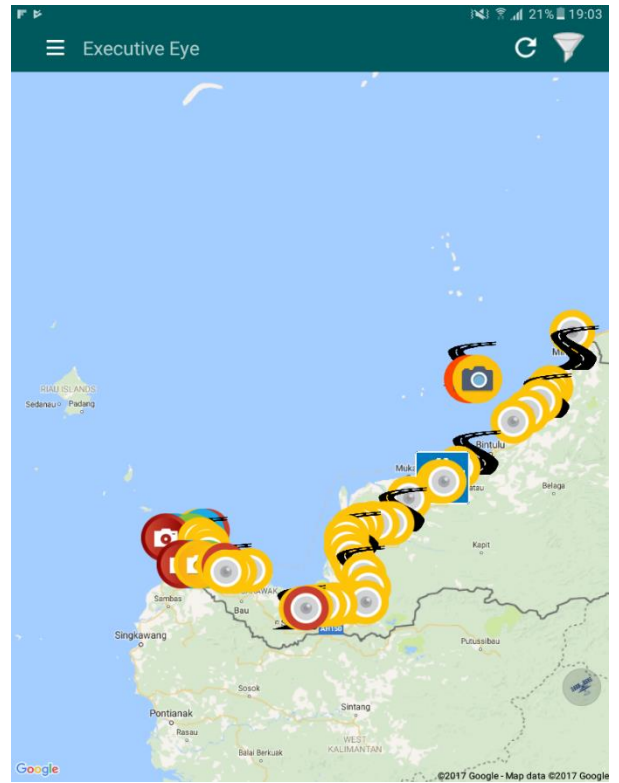 21% 19:03
Executive Eye
RIAU ISLANDS
Sedanau
Padang
Bintulu
Belaga
Kapit
Sambas
Bau
Singkawang
Putussibau
Sosok
Pontianak
Sintang
Rasau
WEST
KALIMANTAN
Balai Berkuak
Google
©2017 Google - Map data ©2017 Google